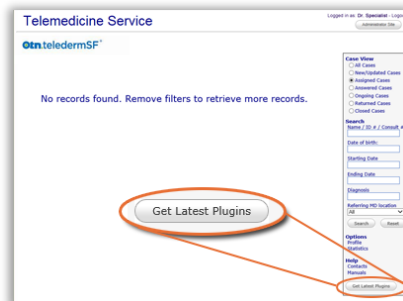 Telemedicine Service
Logged in as: Dr. Specialist - Logou
Administrator Site
Otn.teledermSF
No records found. Remove filters to retrieve more records.
Case View
All Cases
New/Updated Cases
Assigned Cases
Answered Cases
Ongoing Cases
Returned Cases
Closed Cases
Search
Name / ID # / Consult #
Date of birth:
Starting Date
Ending Date
Diagnosis
Referring MD location
All
Search Reset
Options
Profile
Statistics
Help
Contacts
Manuals
Get Latest Plugins
Get Latest Plugins